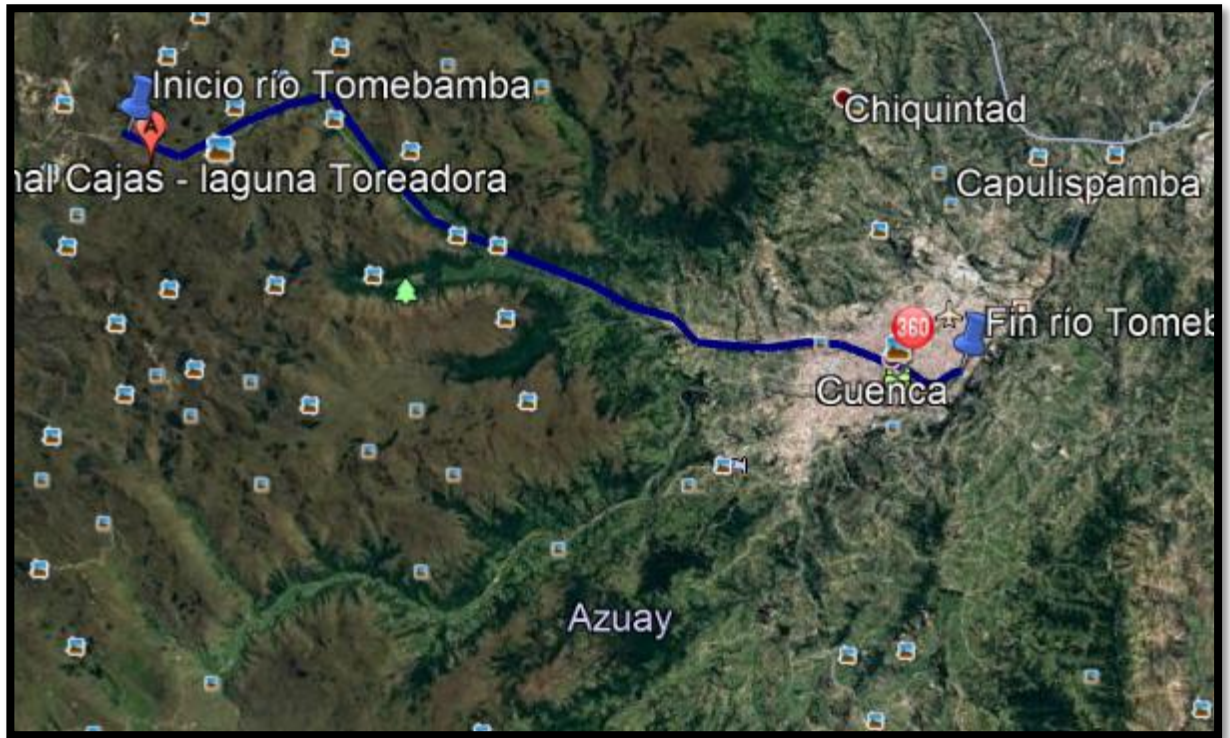 Inicio río Tomebamba
A
nal Cajas - laguna Toreadora
Chiquintad
Capulispamba
360
Fin río Tomeb
Cuenca
Azuay